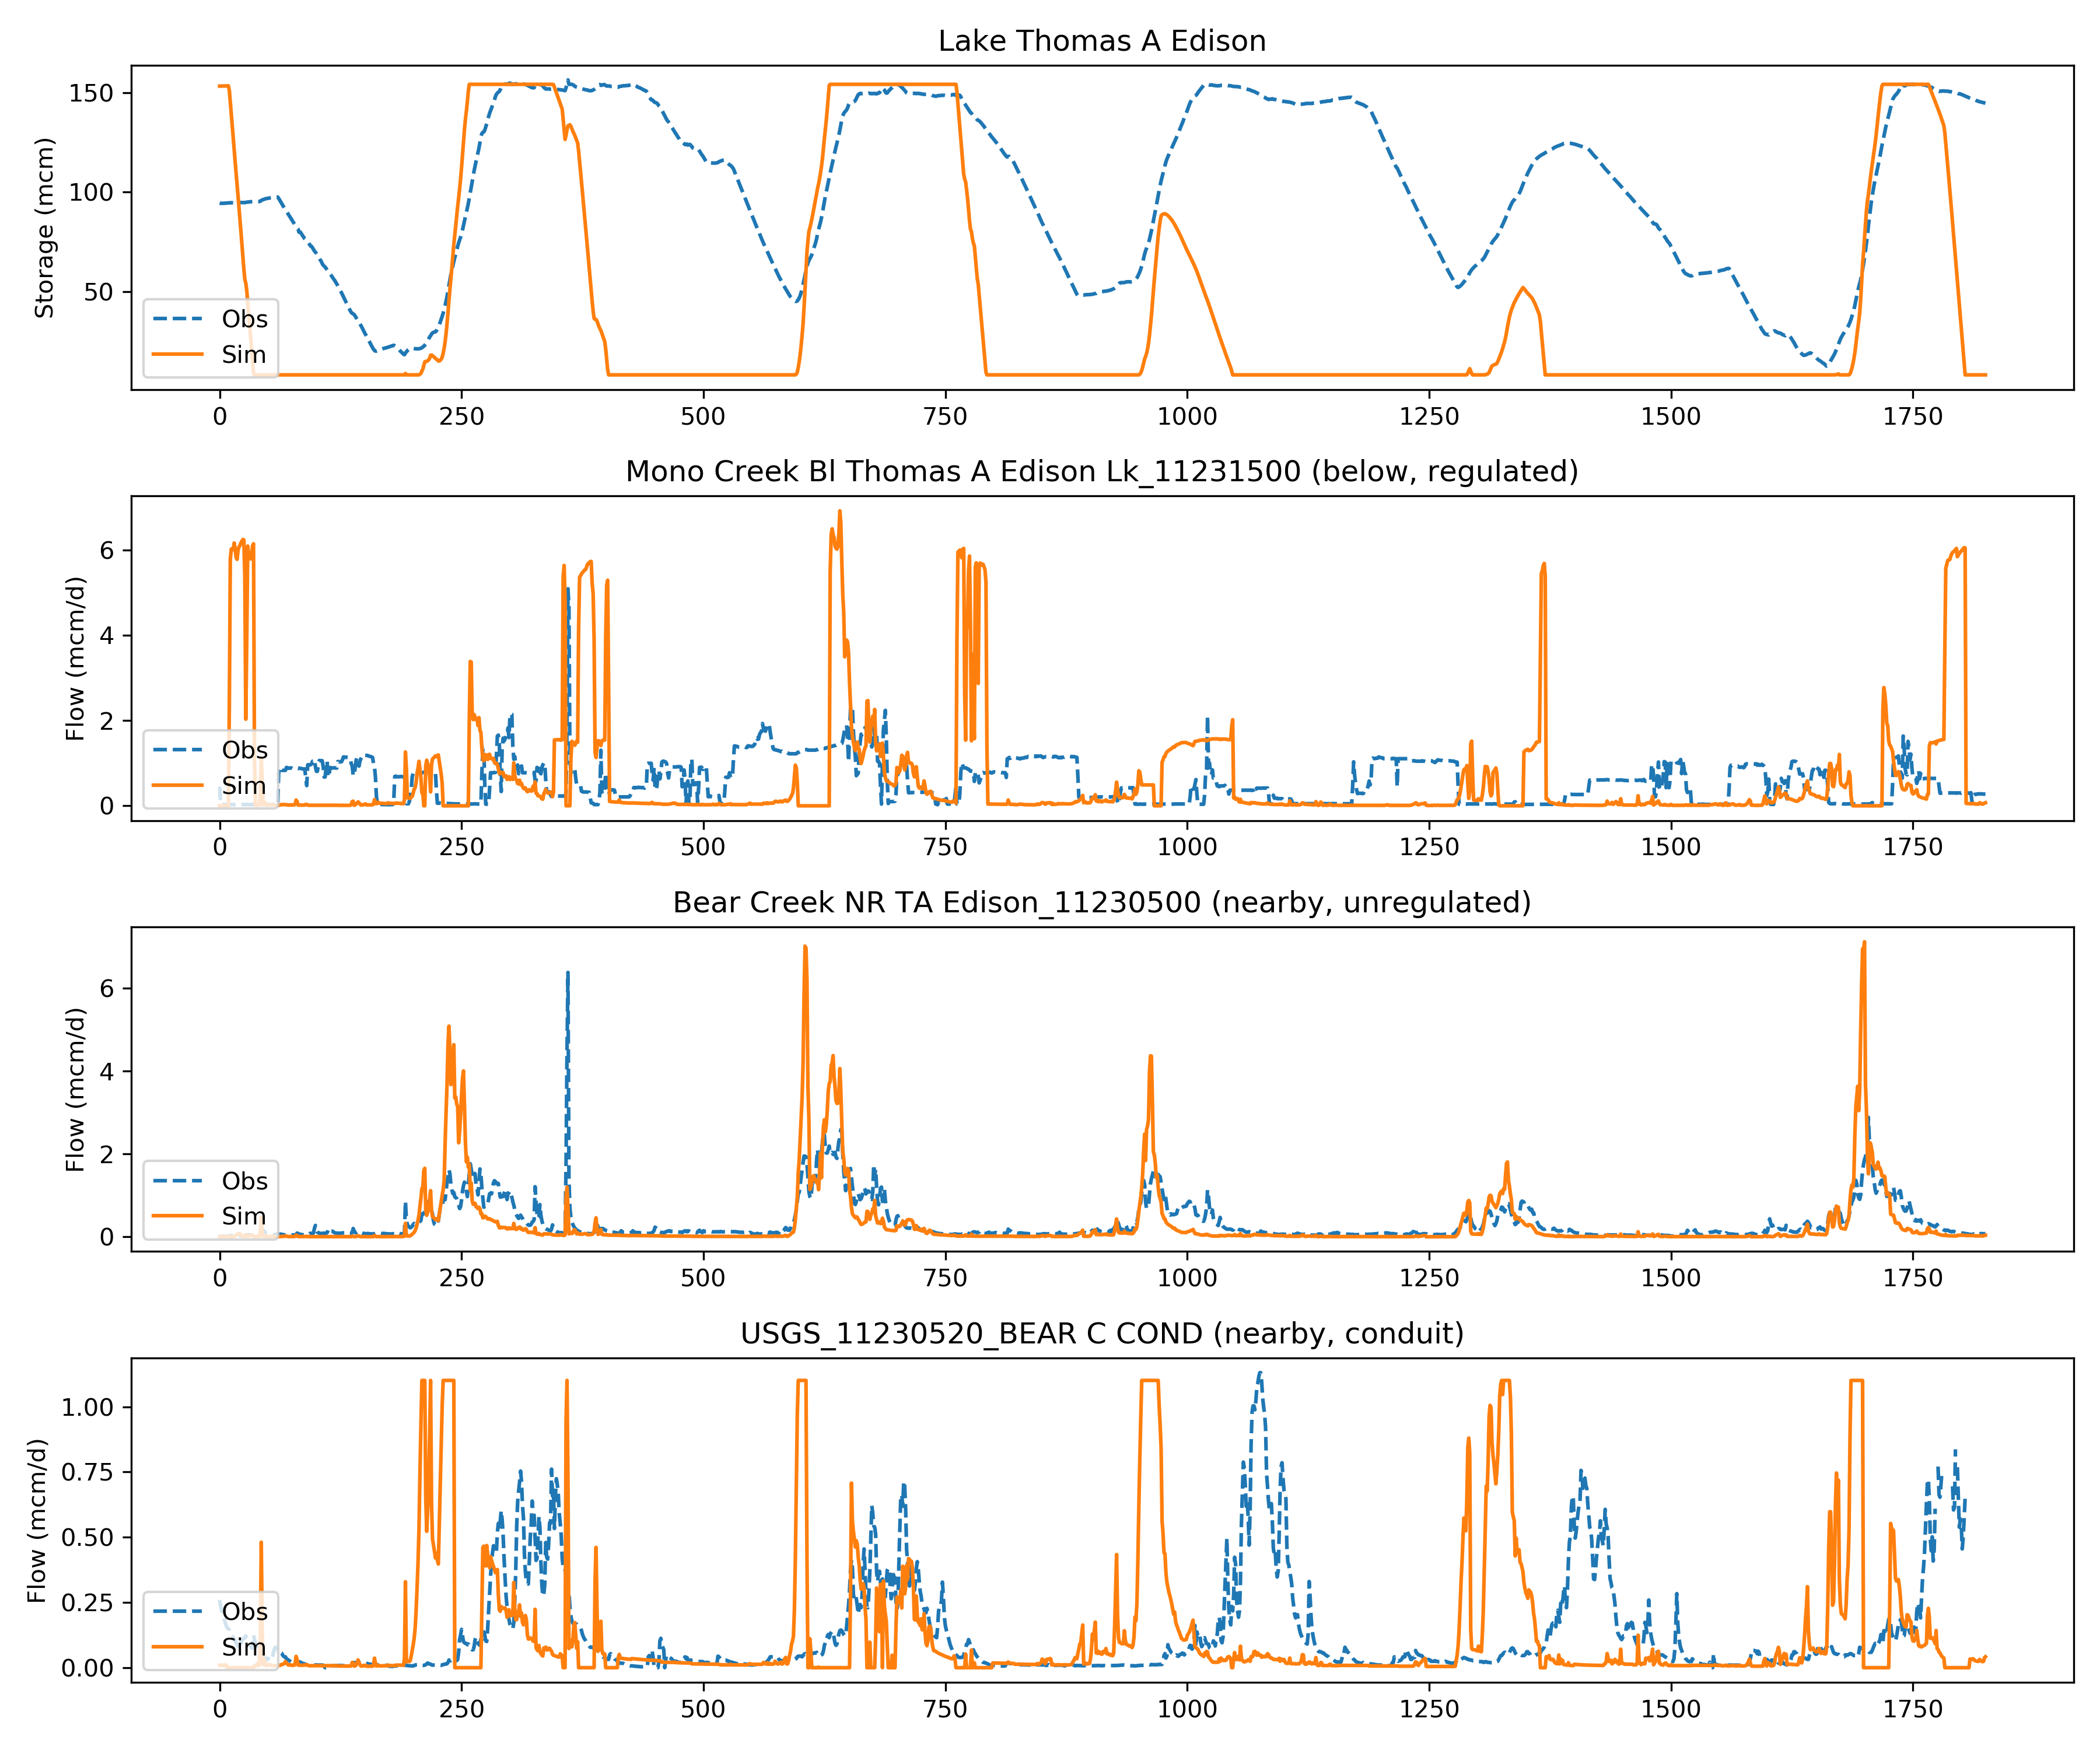 Lake Thomas A Edison
Storage (mcm)
150
100
50
Obs
Sim
0 250 500 750 1000 1250 1500 1750
Mono Creek Bl Thomas A Edison Lk_11231500 (below, regulated)
Flow (mcm/d)
6
4
2
0
Obs
Sim
0 250 500 750 1000 1250 1500 1750
Bear Creek NR TA Edison_11230500 (nearby, unregulated)
Flow (mcm/d)
6
4
2
0
Obs
Sim
0 250 500 750 1000 1250 1500 1750
USGS_11230520_BEAR C COND (nearby, conduit)
Flow (mcm/d)
1.00
0.75
0.50
0.25
0.00
Obs
Sim
0 250 500 750 1000 1250 1500 1750